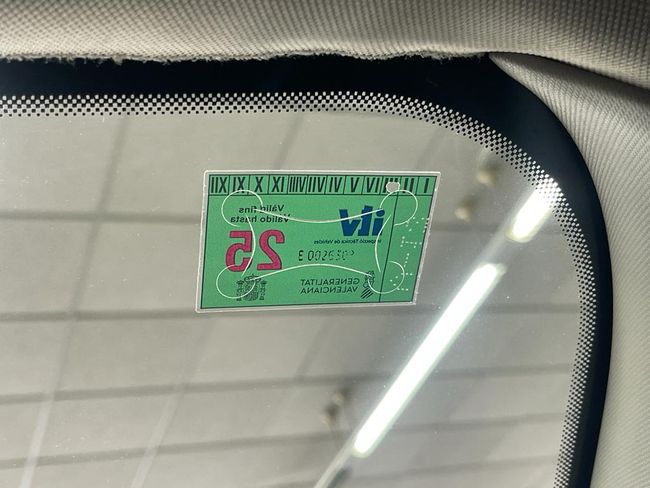 I II III IV V VI VII VIII IX X XI XII
itv
Inspecció Tècnica de Vehicles
Vàlid fins
Válido hasta
25
GENERALITAT
VALENCIANA